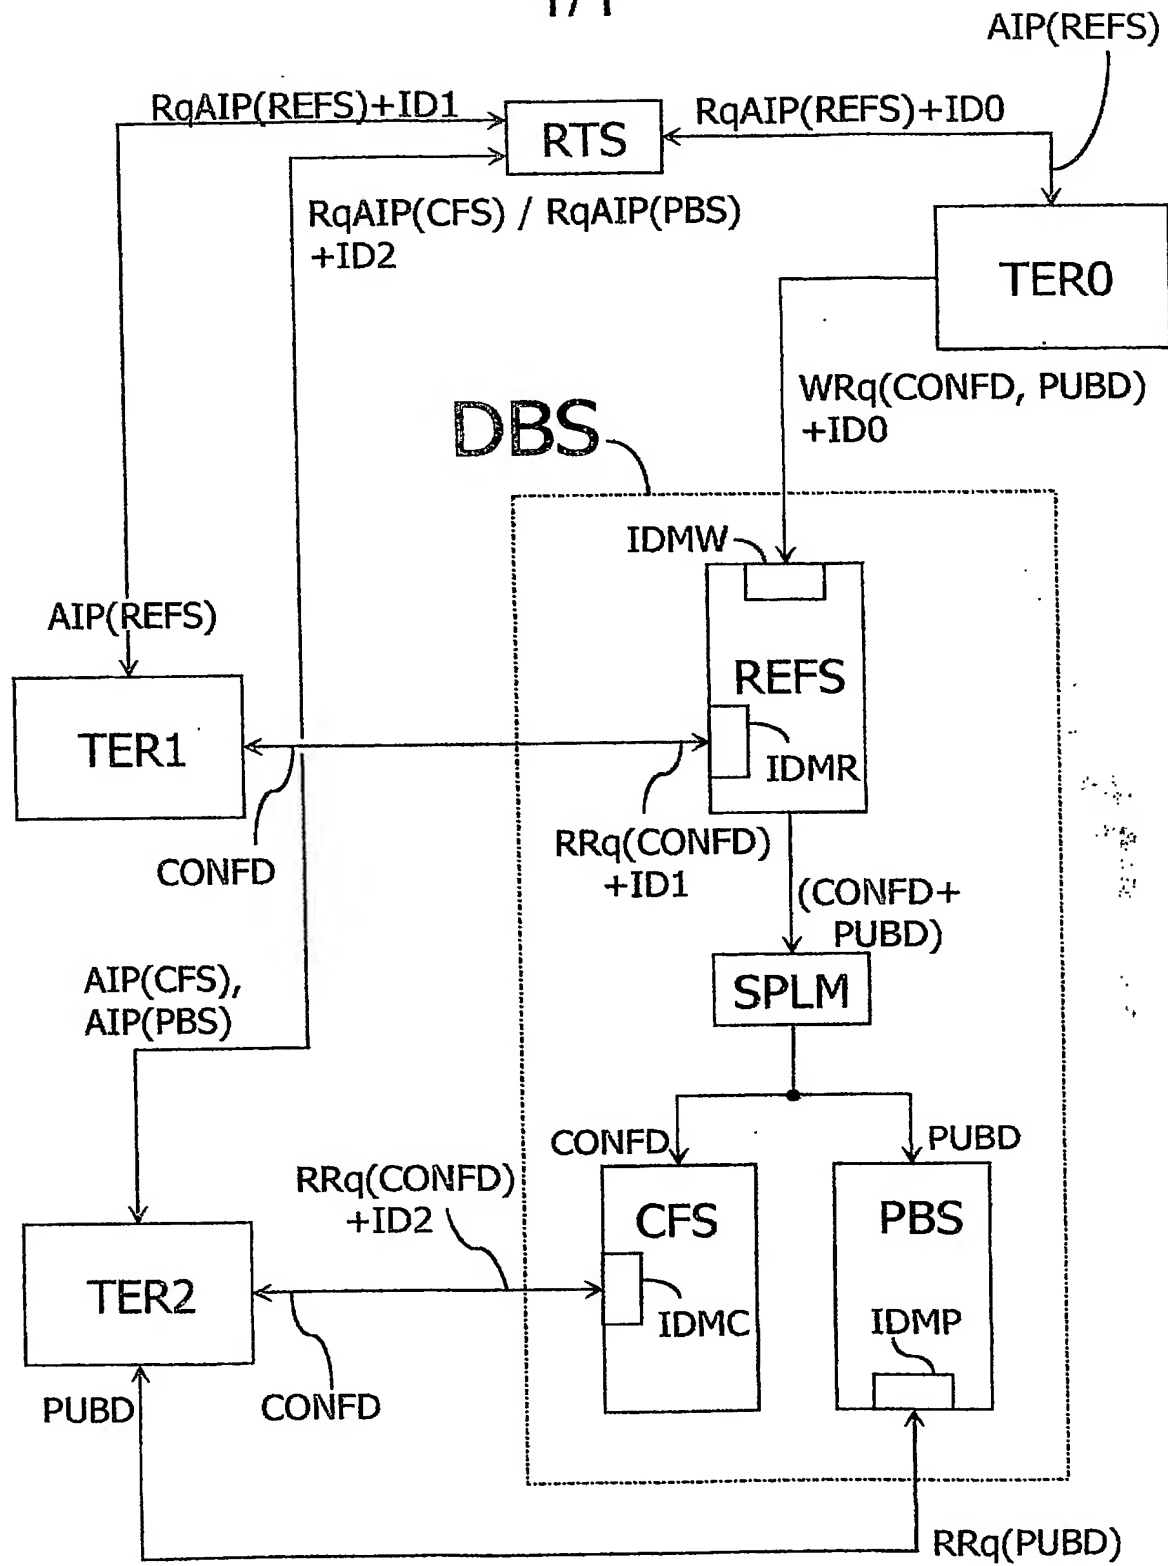 1/1
AIP(REFS)
RqAIP(REFS)+ID1
RqAIP(REFS)+ID0
RTS
RqAIP(CFS) / RqAIP(PBS)
+ID2
TER0
WRq(CONFD, PUBD)
+ID0
DBS
IDMW
AIP(REFS)
REFS
TER1
IDMR
RRq(CONFD)
+ID1
CONFD
(CONFD+
PUBD)
AIP(CFS),
AIP(PBS)
SPLM
CONFD
PUBD
RRq(CONFD)
+ID2
CFS
PBS
TER2
IDMC
IDMP
PUBD
CONFD
RRq(PUBD)